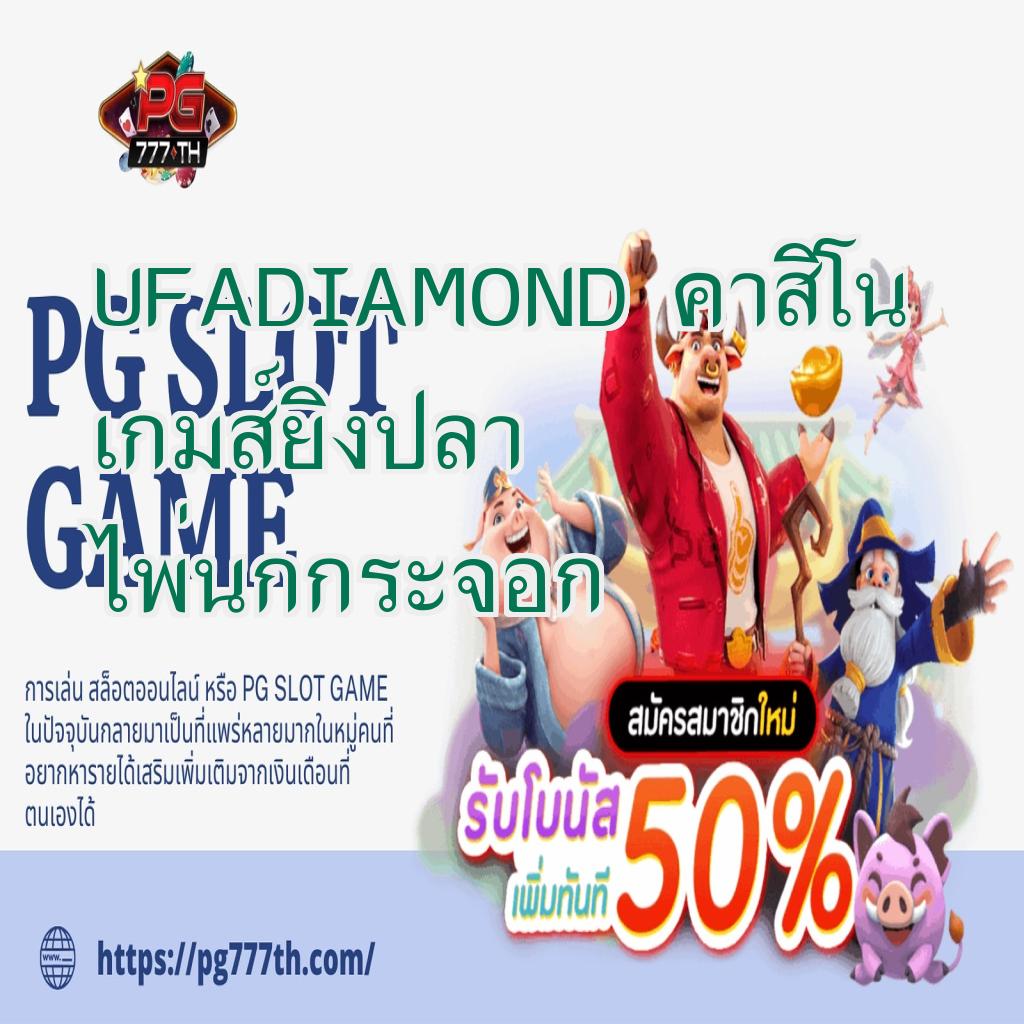 PG
777 TH
UFADIAMOND คาสิโน
PG SLOT
เกมส์ยิงปลา
GAME
ไพ่นกกระจอก
การเล่น สล็อตออนไลน์ หรือ PG SLOT GAME
ในปัจจุบันกลายมาเป็นที่แพร่หลายมากในหมู่คนที่
อยากหารายได้เสริมเพิ่มเติมจากเงินเดือนที่
ตนเองได้
สมัครสมาชิกใหม่
รับโบนัส
50%
เพิ่มทันที
https://pg777th.com/